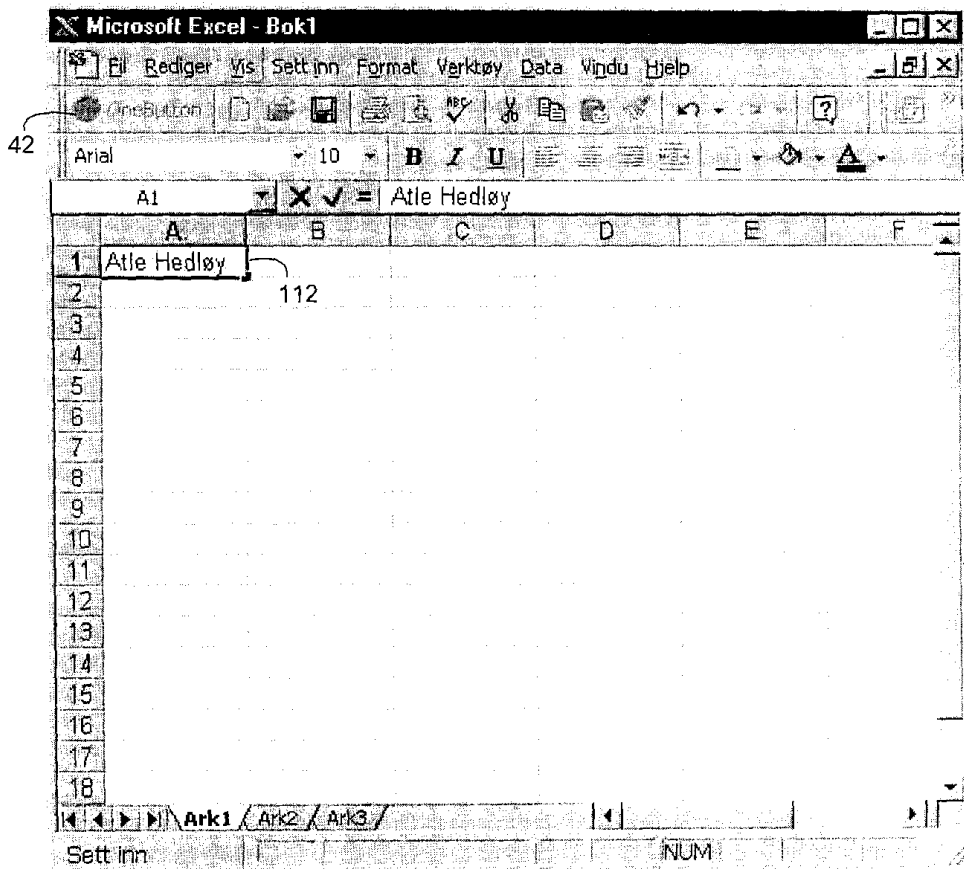 Microsoft Excel - Bok1
Fil Rediger Vis Sett inn Format Verktøy Data Vindu Hjelp
OneButton ABC ?
42
Arial 10 B I U A
A1 = Atle Hedløy
A B C D E F
1 Atle Hedløy
112
2
3
4
5
6
7
8
9
10
11
12
13
14
15
16
17
18
Ark1 Ark2 Ark3
Sett inn NUM